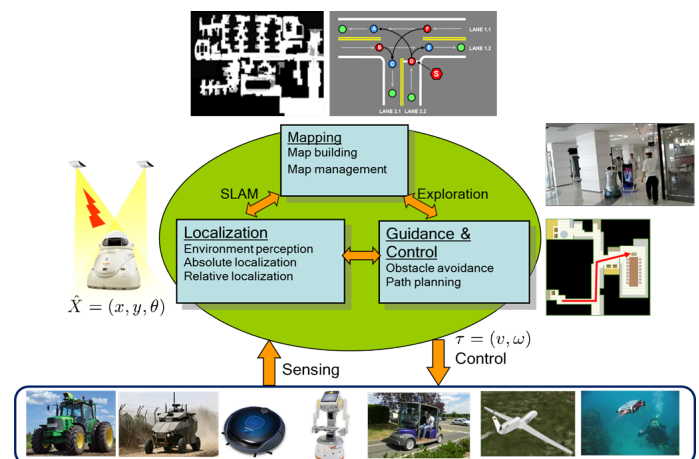 A
F
LANE 1.1
B
E
LANE 1.2
C
D
S
LANE 2.1 LANE 2.2
Mapping
Map building
Map management
SLAM
Exploration
Localization
Environment perception
Absolute localization
Relative localization
Guidance &
Control
Obstacle avoidance
Path planning
X̂ = (x, y, θ)
τ = (v, ω)
Sensing
Control